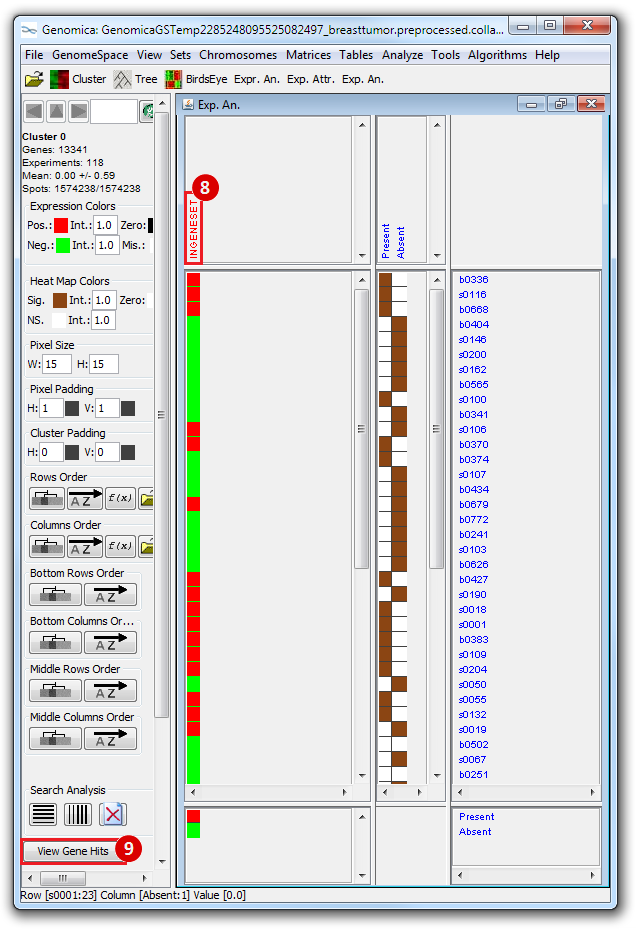 Genomica: GenomicaGSTemp2285248095525082497_breasttumor.preprocessed.colla...
File GenomeSpace View Sets Chromosomes Matrices Tables Analyze Tools Algorithms Help
Cluster Tree BirdsEye Expr. An. Expr. Attr. Exp. An.
Exp. An.
Cluster 0
Genes: 13341
Experiments: 118
Mean: 0.00 +/- 0.59
Spots: 1574238/1574238
Expression Colors
Pos.: Int.: 1.0 Zero:
Neg.: Int.: 1.0 Mis.:
Heat Map Colors
Sig. Int.: 1.0 Zero:
NS. Int.: 1.0
Pixel Size
W: 15 H: 15
Pixel Padding
H: 1 V: 1
Cluster Padding
H: 0 V: 0
Rows Order
A Z f(x)
Columns Order
A Z f(x)
Bottom Rows Order
A Z
Bottom Columns Or...
A Z
Middle Rows Order
A Z
Middle Columns Order
A Z
Search Analysis
View Gene Hits
9
8
INGENESET
Present
Absent
b0336
s0116
b0668
b0404
s0146
s0200
s0162
b0565
s0100
b0341
s0106
b0370
b0374
s0107
b0434
b0679
b0772
b0241
s0103
b0626
b0427
s0190
s0018
s0001
b0383
s0109
s0204
s0050
s0055
s0132
s0019
b0502
s0067
b0251
Present
Absent
Row [s0001:23] Column [Absent:1] Value [0.0]